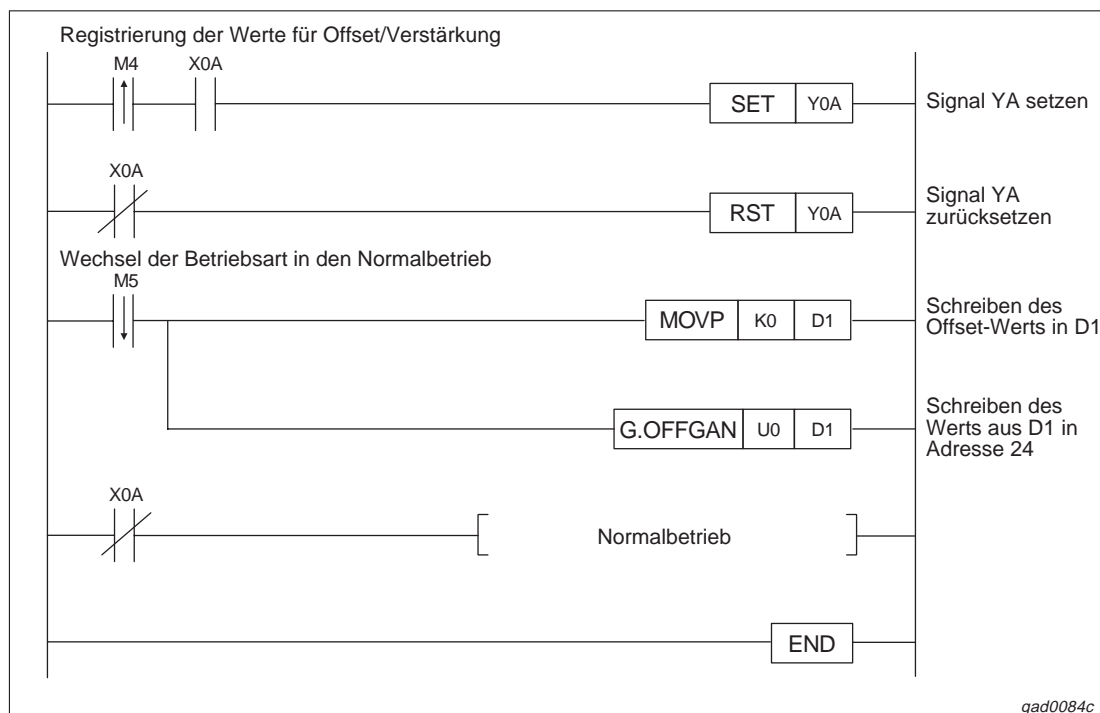 Registrierung der Werte für Offset/Verstärkung
M4 X0A
SET Y0A
Signal YA setzen
X0A
RST Y0A
Signal YA
zurücksetzen
Wechsel der Betriebsart in den Normalbetrieb
M5
MOVP K0 D1
Schreiben des
Offset-Werts in D1
G.OFFGAN U0 D1
Schreiben des
Werts aus D1 in
Adresse 24
X0A
Normalbetrieb
END
qad0084c